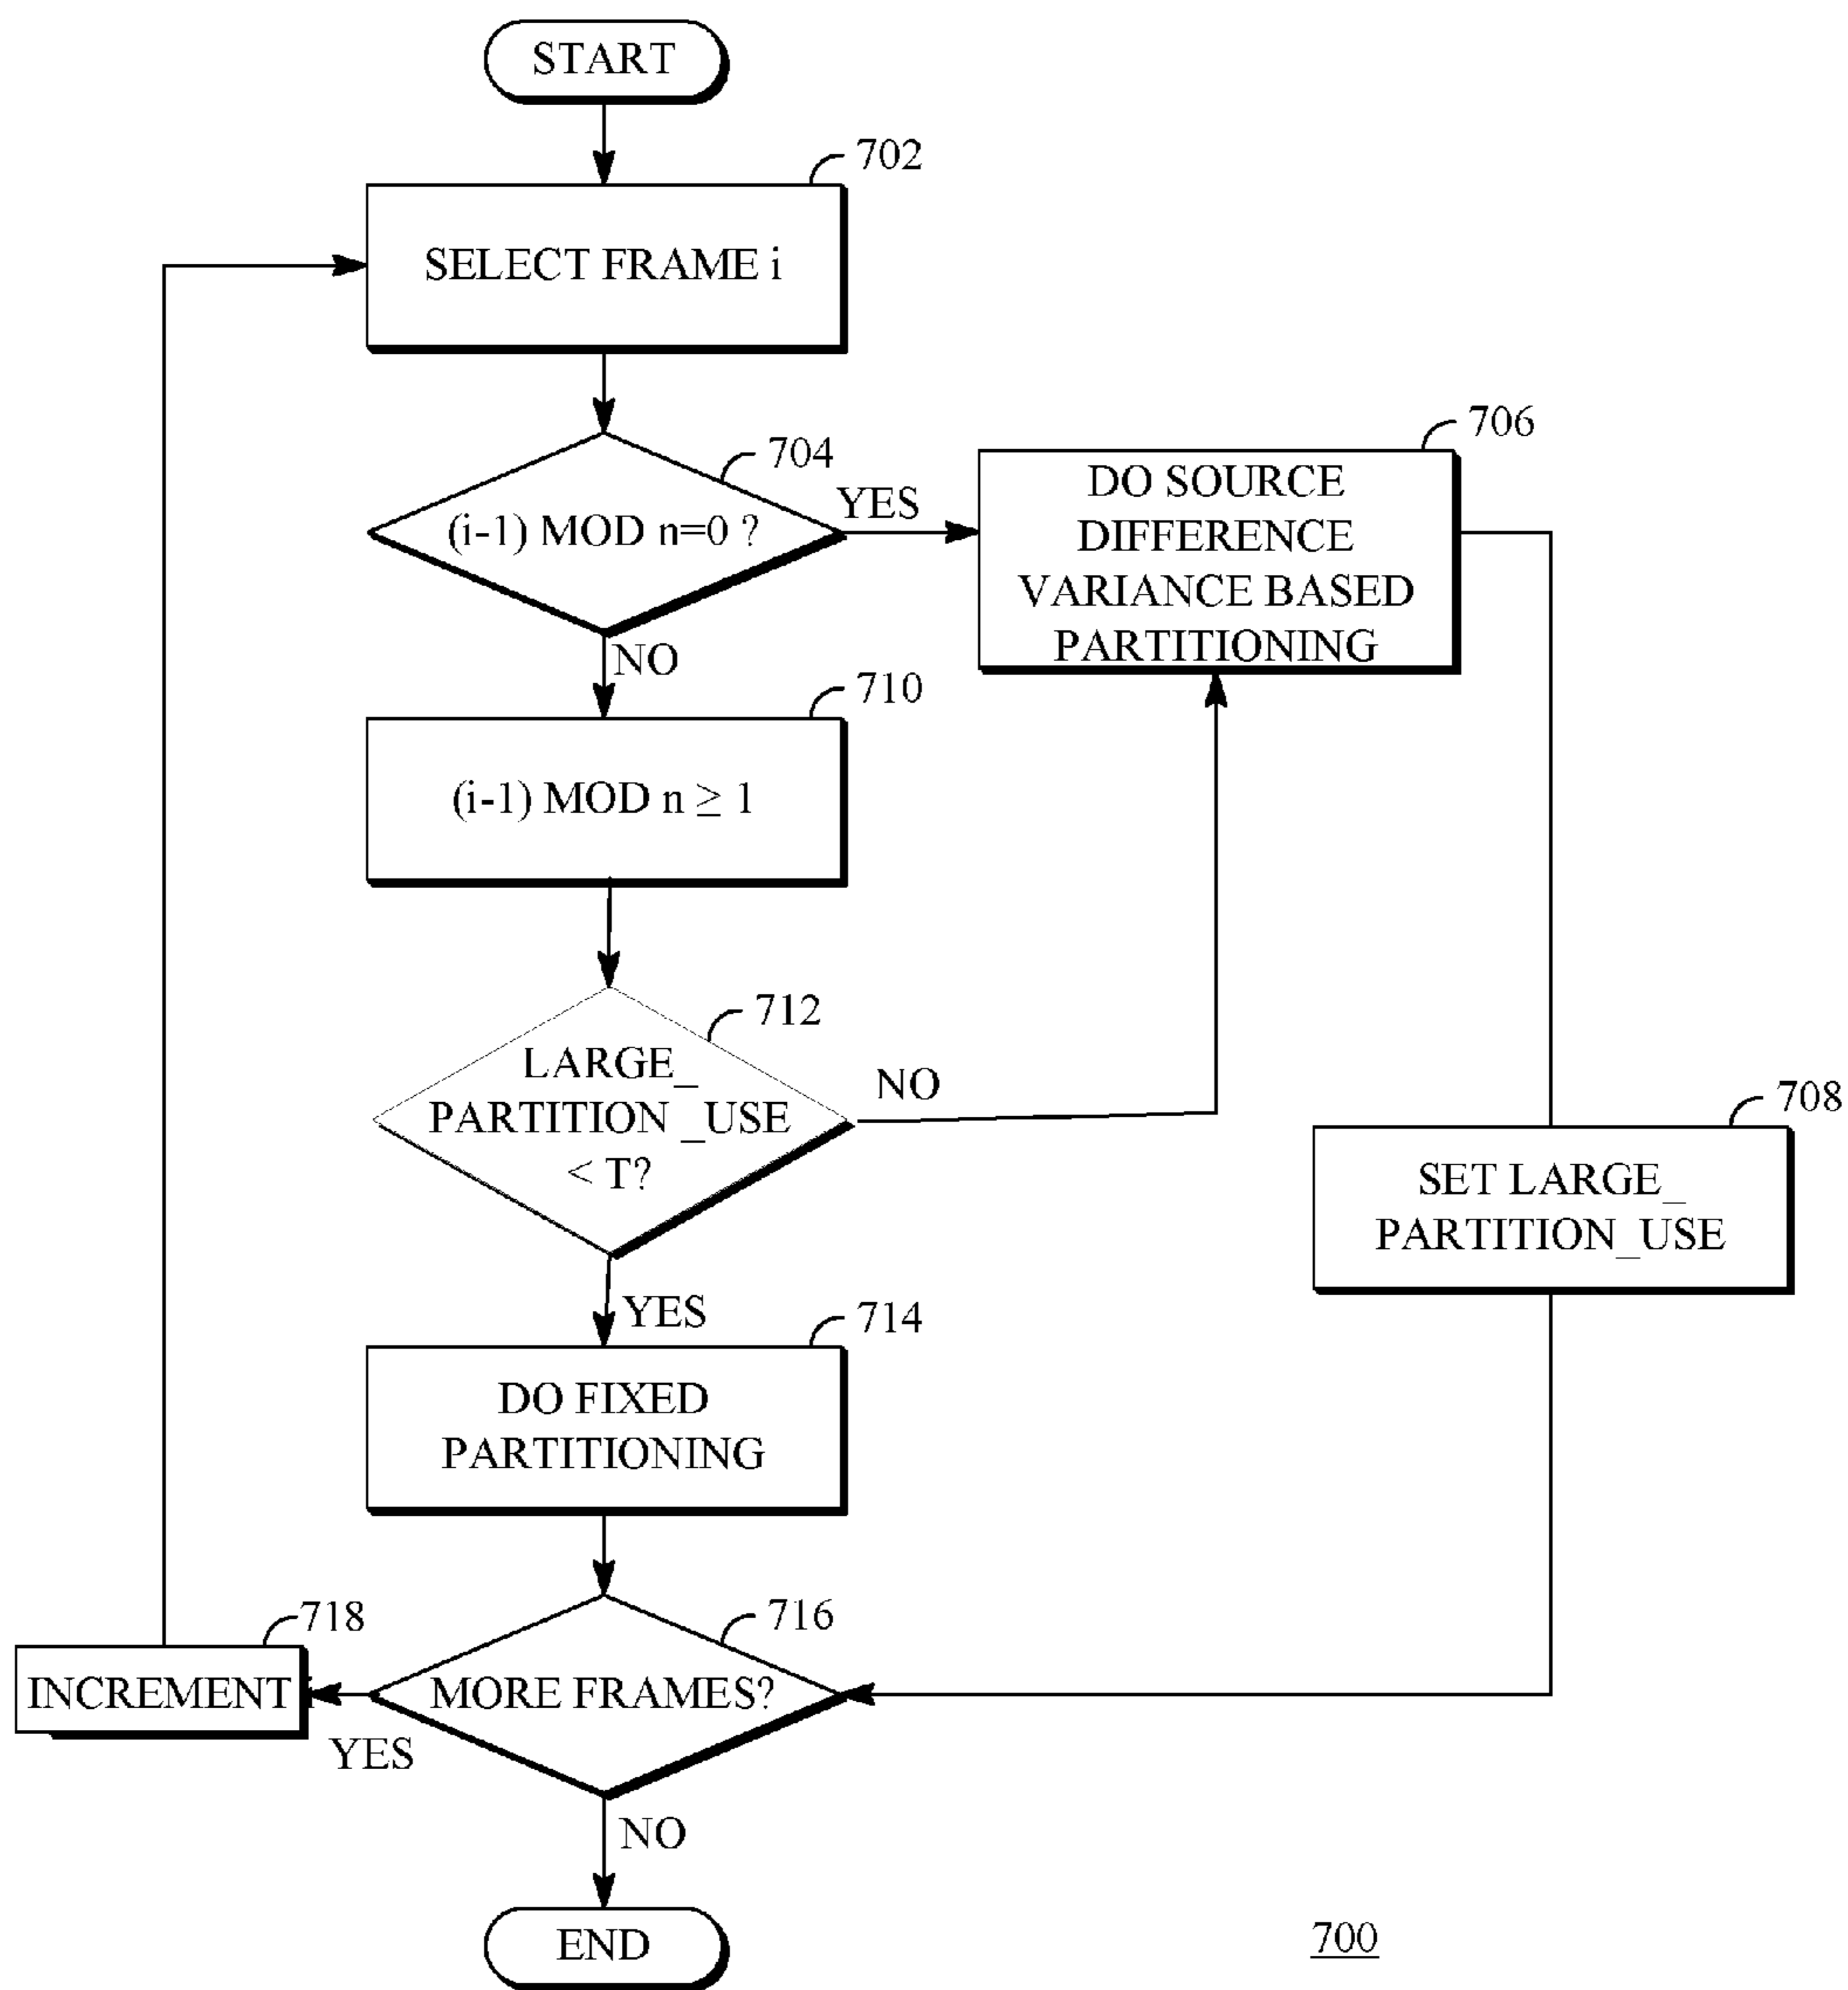 START
702
SELECT FRAME i
704
(i-1) MOD n=0 ?
YES
706
DO SOURCE
DIFFERENCE
VARIANCE BASED
PARTITIONING
NO
710
(i-1) MOD n ≥ 1
712
LARGE_
PARTITION _USE
< T?
NO
708
SET LARGE_
PARTITION_USE
YES
714
DO FIXED
PARTITIONING
716
MORE FRAMES?
718
INCREMENT i
YES
NO
END
700